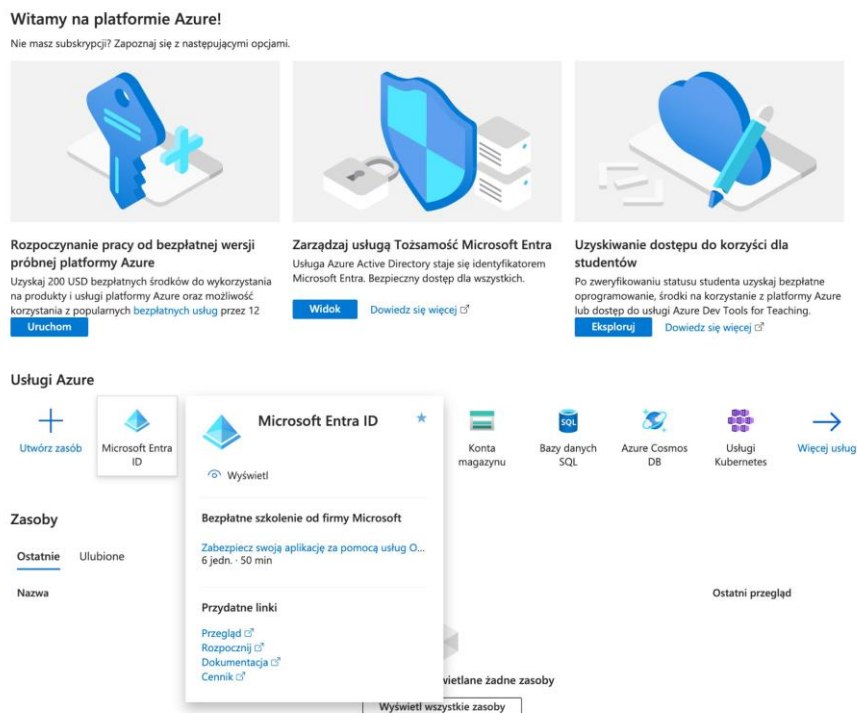 Witamy na platformie Azure!
Nie masz subskrypcji? Zapoznaj się z następującymi opcjami.
Rozpoczynanie pracy od bezpłatnej wersji
próbnej platformy Azure
Uzyskaj 200 USD bezpłatnych środków do wykorzystania
na produkty i usługi platformy Azure oraz możliwość
korzystania z popularnych bezpłatnych usług przez 12
Uruchom
Zarządzaj usługą Tożsamość Microsoft Entra
Usługa Azure Active Directory staje się identyfikatorem
Microsoft Entra. Bezpieczny dostęp dla wszystkich.
Widok Dowiedz się więcej
Uzyskiwanie dostępu do korzyści dla
studentów
Po zweryfikowaniu statusu studenta uzyskaj bezpłatne
oprogramowanie, środki na korzystanie z platformy Azure
lub dostęp do usługi Azure Dev Tools for Teaching.
Eksploruj Dowiedz się więcej
Usługi Azure
Utwórz zasób
Microsoft Entra
ID
Microsoft Entra ID
Wyświetl
Bezpłatne szkolenie od firmy Microsoft
Zabezpiecz swoją aplikację za pomocą usług O...
6 jedn. · 50 min
Przydatne linki
Przegląd
Rozpocznij
Dokumentacja
Cennik
Konta
magazynu
SQL
Bazy danych
SQL
Azure Cosmos
DB
Usługi
Kubernetes
Więcej usług
Zasoby
Ostatnie Ulubione
Nazwa
Ostatni przegląd
wietlane żadne zasoby
Wyświetl wszystkie zasoby